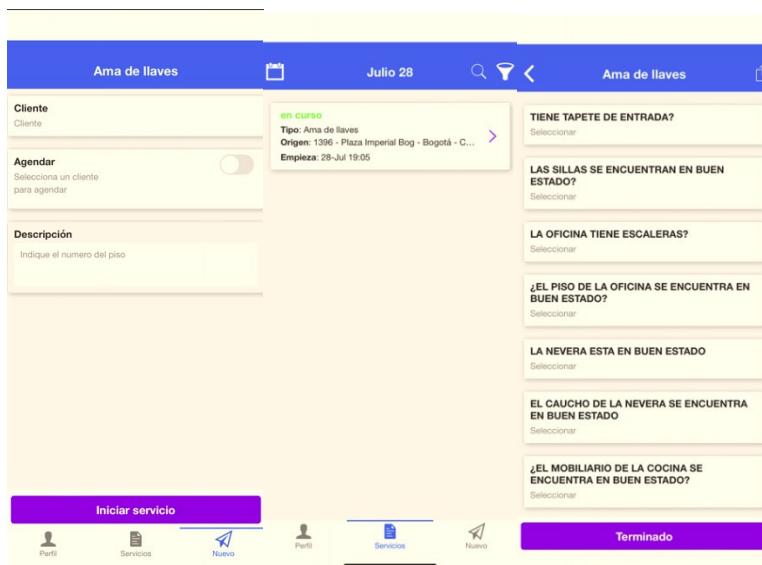 Ama de llaves
Cliente
Cliente
Agendar
Selecciona un cliente
para agendar
Descripción
Indique el numero del piso
Iniciar servicio
Perfil
Servicios
Nuevo
Julio 28
en curso
Tipo: Ama de llaves
Origen: 1396 - Plaza Imperial Bog - Bogotá - C...
Empieza: 28-Jul 19:05
Perfil
Servicios
Nuevo
Ama de llaves
TIENE TAPETE DE ENTRADA?
Seleccionar
LAS SILLAS SE ENCUENTRAN EN BUEN
ESTADO?
Seleccionar
LA OFICINA TIENE ESCALERAS?
Seleccionar
¿EL PISO DE LA OFICINA SE ENCUENTRA EN
BUEN ESTADO?
Seleccionar
LA NEVERA ESTA EN BUEN ESTADO
Seleccionar
EL CAUCHO DE LA NEVERA SE ENCUENTRA
EN BUEN ESTADO
Seleccionar
¿EL MOBILIARIO DE LA COCINA SE
ENCUENTRA EN BUEN ESTADO?
Seleccionar
Terminado